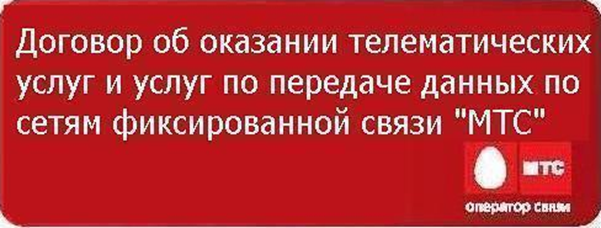 Договор об оказании телематических
услуг и услуг по передаче данных по
сетям фиксированной связи "МТС"
МТС
оператор связи